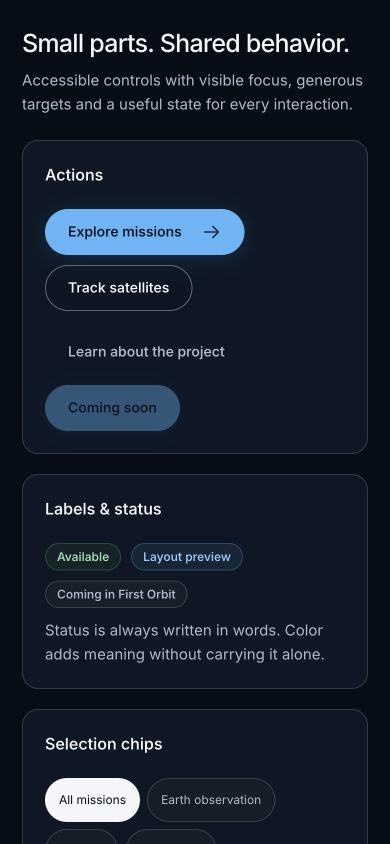 Small parts. Shared behavior.
Accessible controls with visible focus, generous
targets and a useful state for every interaction.
Actions
Explore missions →
Track satellites
Learn about the project
Coming soon
Labels & status
Available Layout preview
Coming in First Orbit
Status is always written in words. Color
adds meaning without carrying it alone.
Selection chips
All missions Earth observation